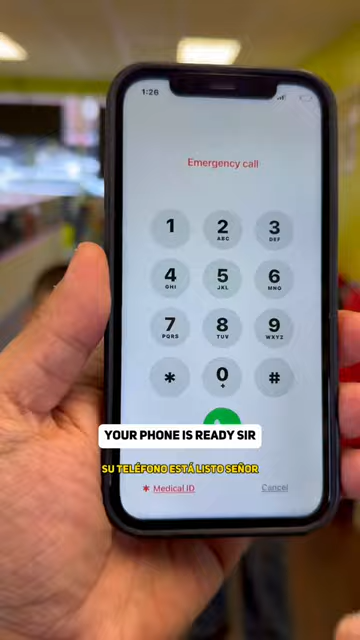 1:26
Emergency call
1
2
3
ABC
DEF
4
5
6
GHI
JKL
MNO
7
8
9
PQRS
TUV
WXYZ
*
0
#
+
YOUR PHONE IS READY SIR
SU TELÉFONO ESTÁ LISTO SEÑOR
* Medical ID
Cancel